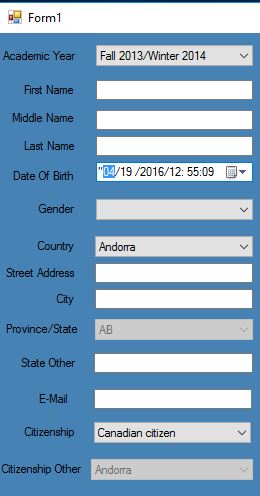 Form1
Academic Year Fall 2013/Winter 2014
First Name
Middle Name
Last Name
Date Of Birth "04/19 /2016/12: 55:09
Gender
Country Andorra
Street Address
City
Province/State AB
State Other
E-Mail
Citizenship Canadian citizen
Citizenship Other Andorra